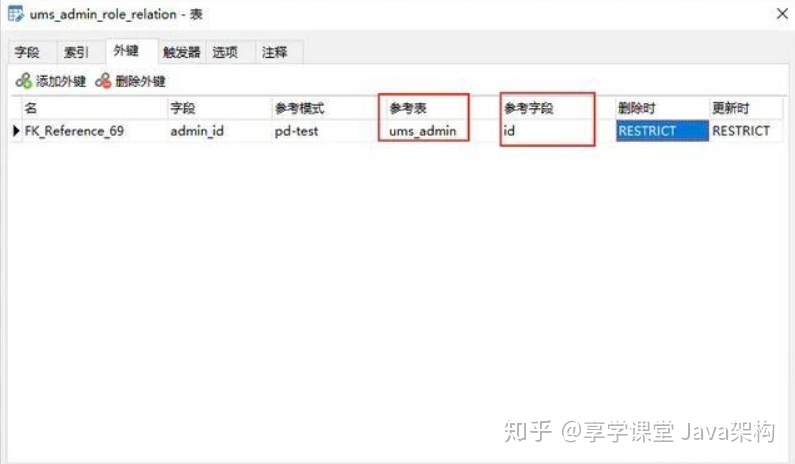 ums_admin_role_relation - 表
字段 索引 外键 触发器 选项 注释
添加外键 删除外键
名 字段 参考模式 参考表 参考字段 删除时 更新时
FK_Reference_69 admin_id pd-test ums_admin id RESTRICT RESTRICT
知乎 @享学课堂 Java架构